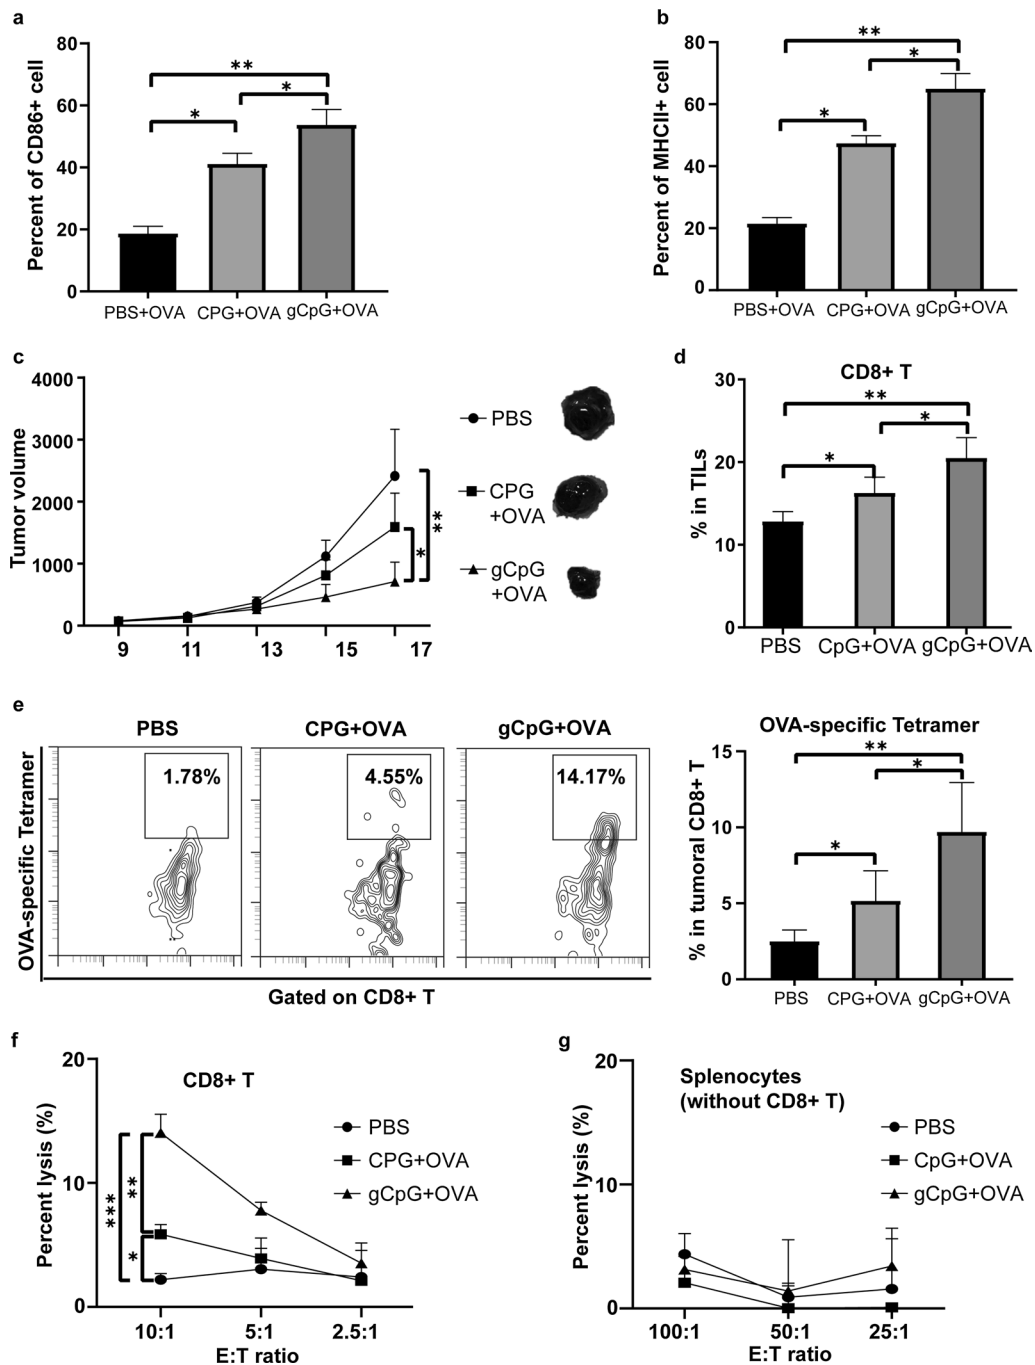 a
Percent of CD86+ cell
80
60
40
20
0
**
*
*
PBS+OVA CPG+OVA gCpG+OVA
b
Percent of MHCII+ cell
80
60
40
20
0
**
*
*
PBS+OVA CPG+OVA gCpG+OVA
c
Tumor volume
4000
3000
2000
1000
0
9 11 13 15 17
**
*
PBS
CPG
+OVA
gCpG
+OVA
d
CD8+ T
% in TILs
30
20
10
0
**
*
*
PBS CpG+OVA gCpG+OVA
e
OVA-specific Tetramer
PBS CPG+OVA gCpG+OVA
1.78% 4.55% 14.17%
Gated on CD8+ T
OVA-specific Tetramer
% in tumoral CD8+ T
15
10
5
0
**
*
*
PBS CPG+OVA gCpG+OVA
f
Percent lysis (%)
20
10
0
CD8+ T
PBS
CPG+OVA
gCpG+OVA
***
**
*
10:1 5:1 2.5:1
E:T ratio
g
Percent lysis (%)
20
10
0
Splenocytes
(without CD8+ T)
PBS
CpG+OVA
gCpG+OVA
100:1 50:1 25:1
E:T ratio